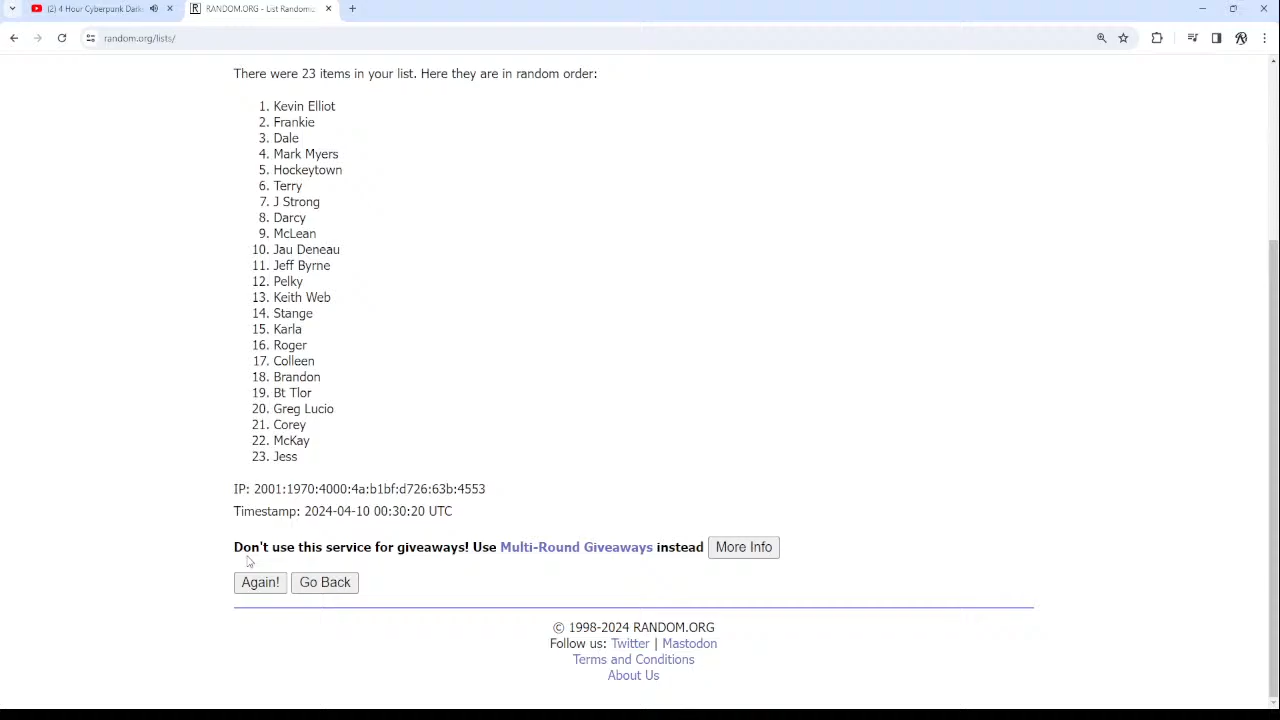 (2) 4 Hour Cyberpunk Dark
RANDOM.ORG - List Randomiz
random.org/lists/
There were 23 items in your list. Here they are in random order:
1. Kevin Elliot
2. Frankie
3. Dale
4. Mark Myers
5. Hockeytown
6. Terry
7. J Strong
8. Darcy
9. McLean
10. Jau Deneau
11. Jeff Byrne
12. Pelky
13. Keith Web
14. Stange
15. Karla
16. Roger
17. Colleen
18. Brandon
19. Bt Tlor
20. Greg Lucio
21. Corey
22. McKay
23. Jess
IP: 2001:1970:4000:4a:b1bf:d726:63b:4553
Timestamp: 2024-04-10 00:30:20 UTC
Don't use this service for giveaways! Use Multi-Round Giveaways instead More Info
Again! Go Back
© 1998-2024 RANDOM.ORG
Follow us: Twitter | Mastodon
Terms and Conditions
About Us